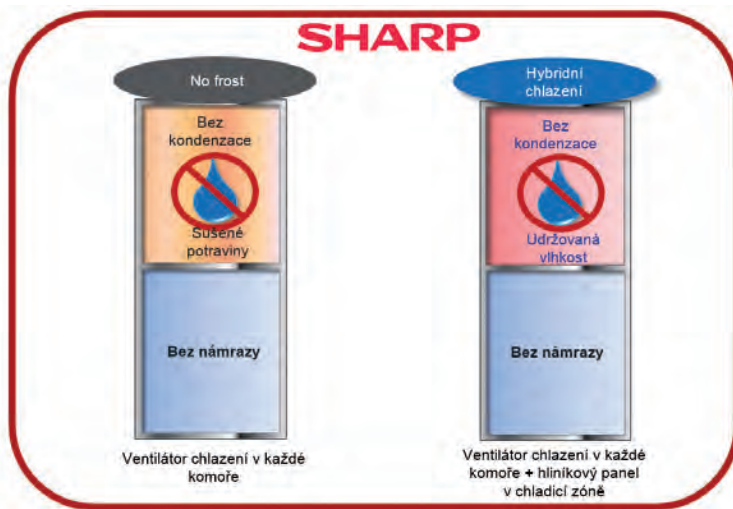 SHARP
No frost
Bez
kondenzace
Sušené
potraviny
Bez námrazy
Ventilátor chlazení v každé
komoře
Hybridní
chlazení
Bez
kondenzace
Udržovaná
vlhkost
Bez námrazy
Ventilátor chlazení v každé
komoře + hliníkový panel
v chladicí zóně